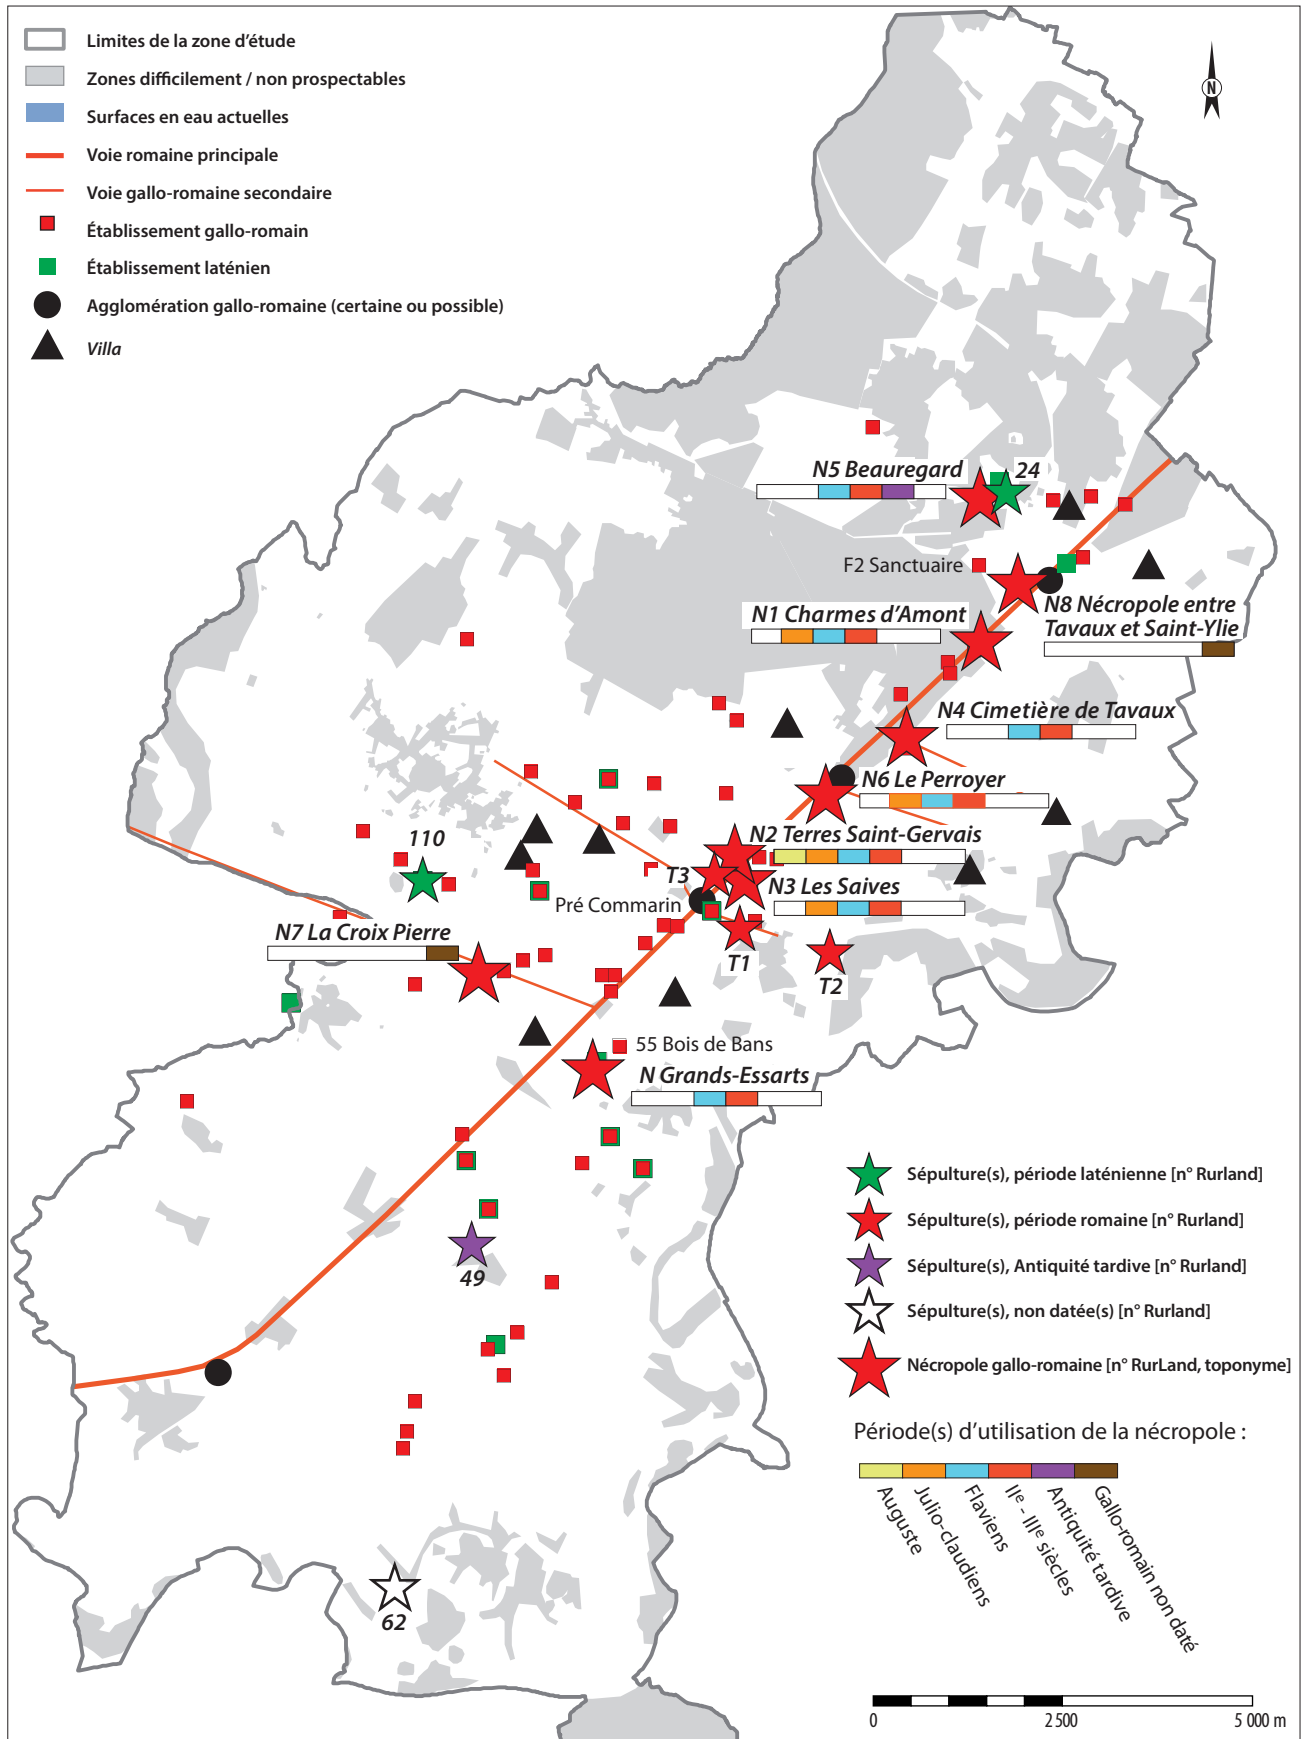 Limites de la zone d'étude
Zones difficilement / non prospectables
Surfaces en eau actuelles
Voie romaine principale
Voie gallo-romaine secondaire
Établissement gallo-romain
Établissement laténien
Agglomération gallo-romaine (certaine ou possible)
Villa
N
N5 Beauregard
24
F2 Sanctuaire
N1 Charmes d'Amont
N8 Nécropole entre
Tavaux et Saint-Ylie
N4 Cimetière de Tavaux
N6 Le Perroyer
110
N2 Terres Saint-Gervais
T3
N3 Les Saives
Pré Commarin
N7 La Croix Pierre
T1
T2
55 Bois de Bans
N Grands-Essarts
49
62
Sépulture(s), période laténienne [n° Rurland]
Sépulture(s), période romaine [n° Rurland]
Sépulture(s), Antiquité tardive [n° Rurland]
Sépulture(s), non datée(s) [n° Rurland]
Nécropole gallo-romaine [n° RurLand, toponyme]
Période(s) d'utilisation de la nécropole :
Auguste
Julio-claudiens
Flaviens
IIe - IIIe siècles
Antiquité tardive
Gallo-romain non daté
0 2 500 5 000 m